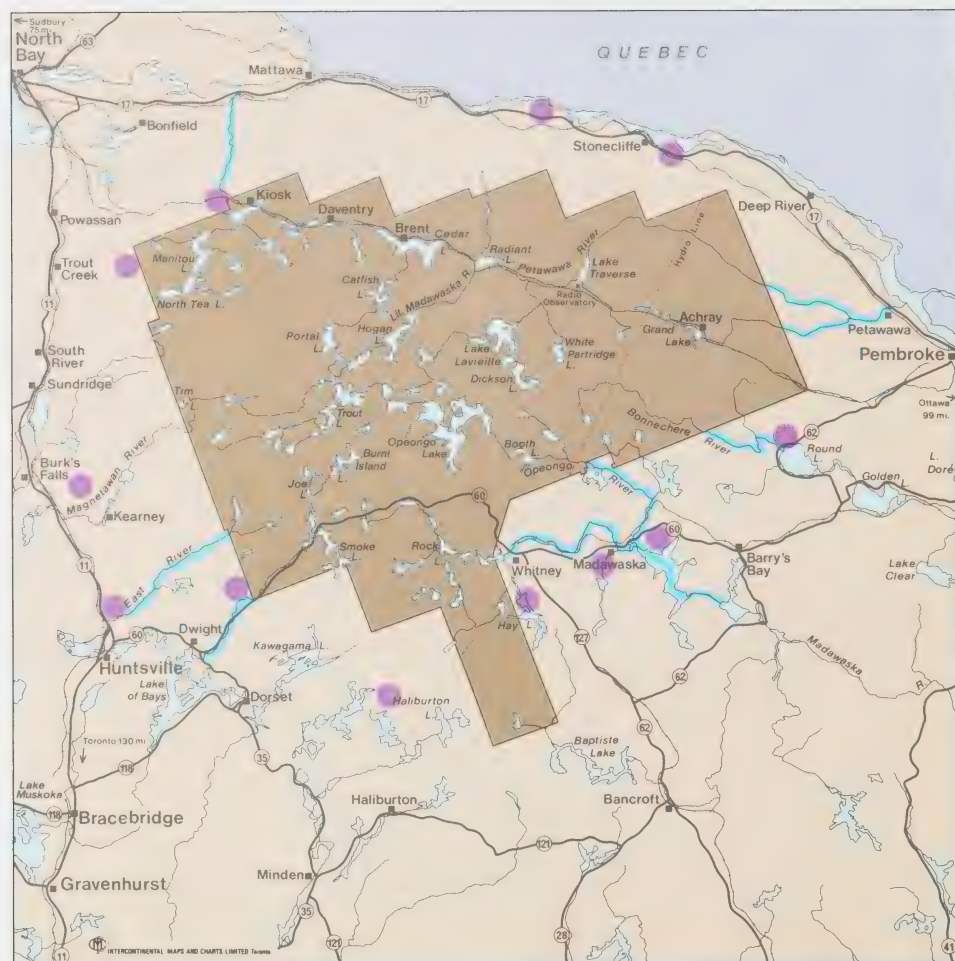 ← Sudbury
75 mi.
North
Bay
63
QUEBEC
Mattawa
17
17
Bonfield
Stonecliffe
Kiosk
Deep River
17
Powassan
Daventry
Brent
Cedar
L.
Hydro Line
Trout
Creek
Manitou
L.
Radiant
L.
Petawawa River
Lake
Traverse
North Tea L.
Catfish
L.
Lil. Madawaska R.
Radio
Observatory
11
Portal
L.
Hogan
L.
Achray
Grand
Lake
Petawawa
South
River
Lake
Lavieille
White
Partridge
L.
Pembroke
Sundridge
Dickson
L.
Tim
L.
Trout
L.
Ottawa
99 mi.
Bonnechere
River
62
Opeongo
Lake
Booth
L.
Round
L.
Burnt
Island
L.
Opeongo
River
L.
Doré
Burk's
Falls
Magnetawan River
Joe
L.
Golden L.
60
Kearney
60
11
Smoke
L.
Rock
L.
Whitney
Madawaska
Barry's
Bay
Lake
Clear
East River
Hay L.
60
Dwight
127
Kawagama L.
Huntsville
Lake
of Bays
Dorset
62
Madawaska
R.
Haliburton
L.
62
Toronto 130 mi.
35
118
Baptiste
Lake
Lake
Muskoka
118
Bracebridge
Haliburton
Bancroft
121
Minden
Gravenhurst
35
11
121
28
41
INTERCONTINENTAL MAPS AND CHARTS LIMITED Toronto